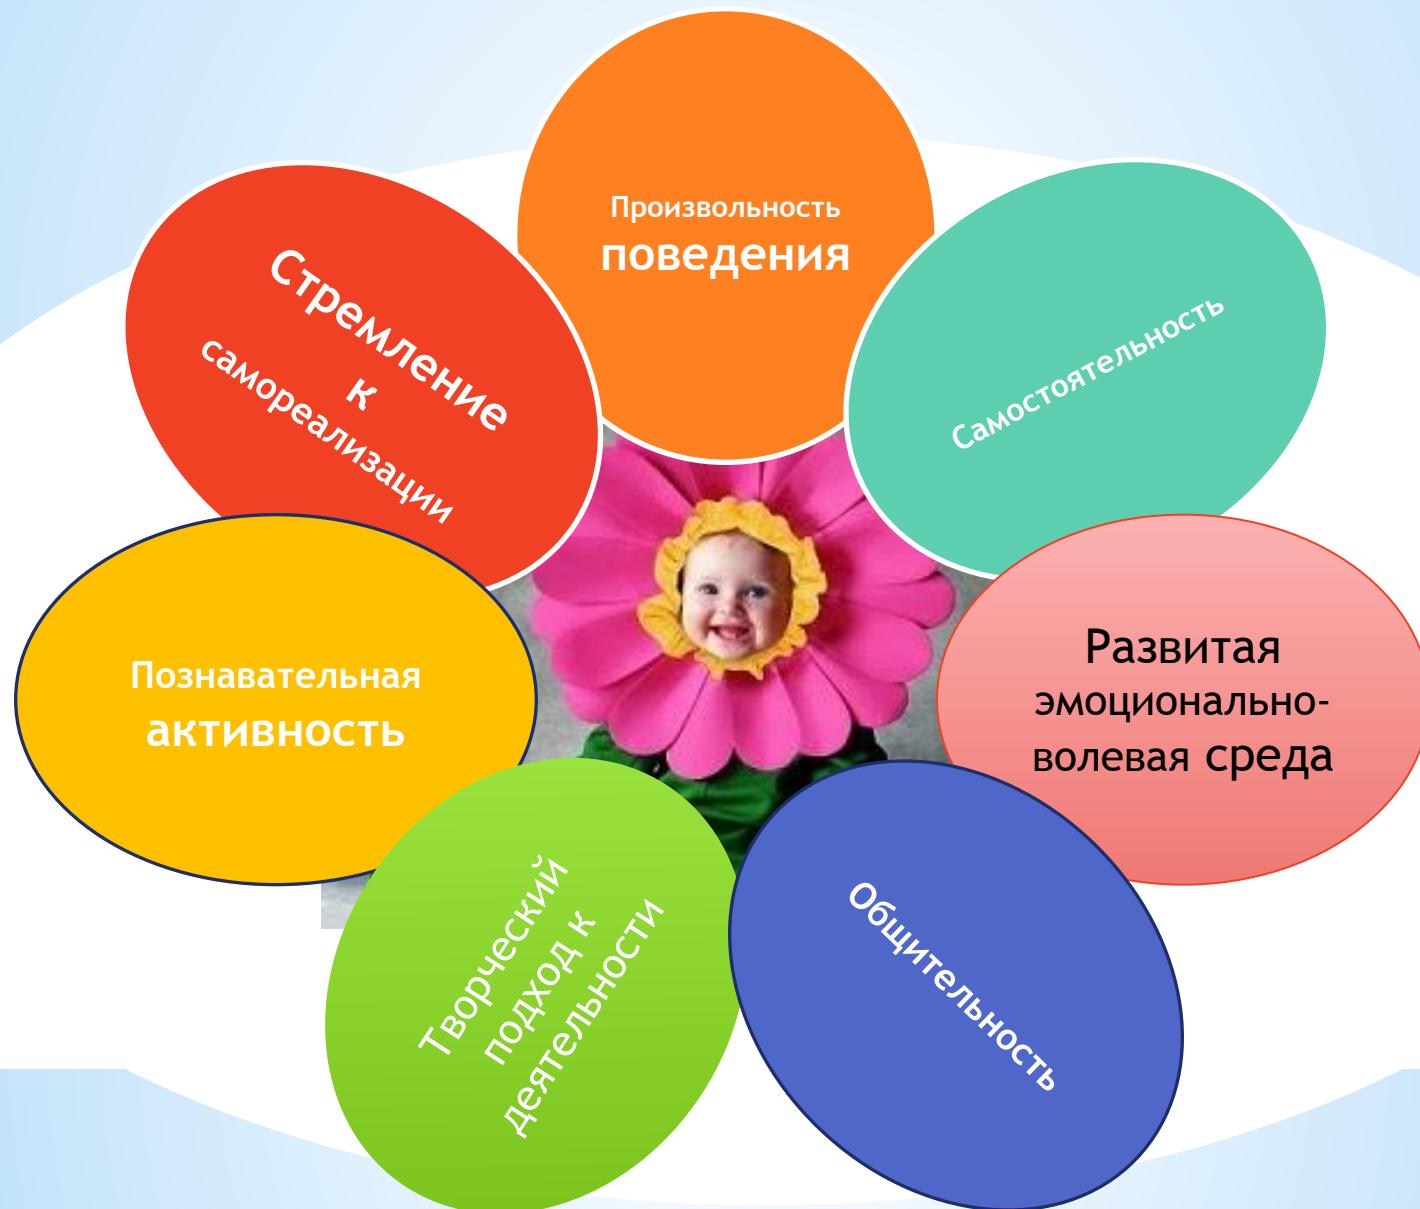 Произвольность
поведения
Самостоятельность
Развитая
эмоционально-
волевая среда
Общительность
Творческий
подход к
деятельности
Познавательная
активность
Стремление
к
самореализации